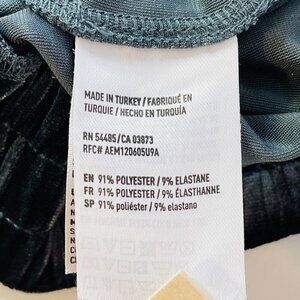 MADE IN TURKEY / FABRIQUÉ EN
TURQUIE / HECHO EN TURQUÍA
RN 54485/CA 03873
RFC# AEM120605U9A
EN 91% POLYESTER / 9% ELASTANE
FR 91% POLYESTER / 9% ÉLASTHANNE
SP 91% poliéster / 9% elastano